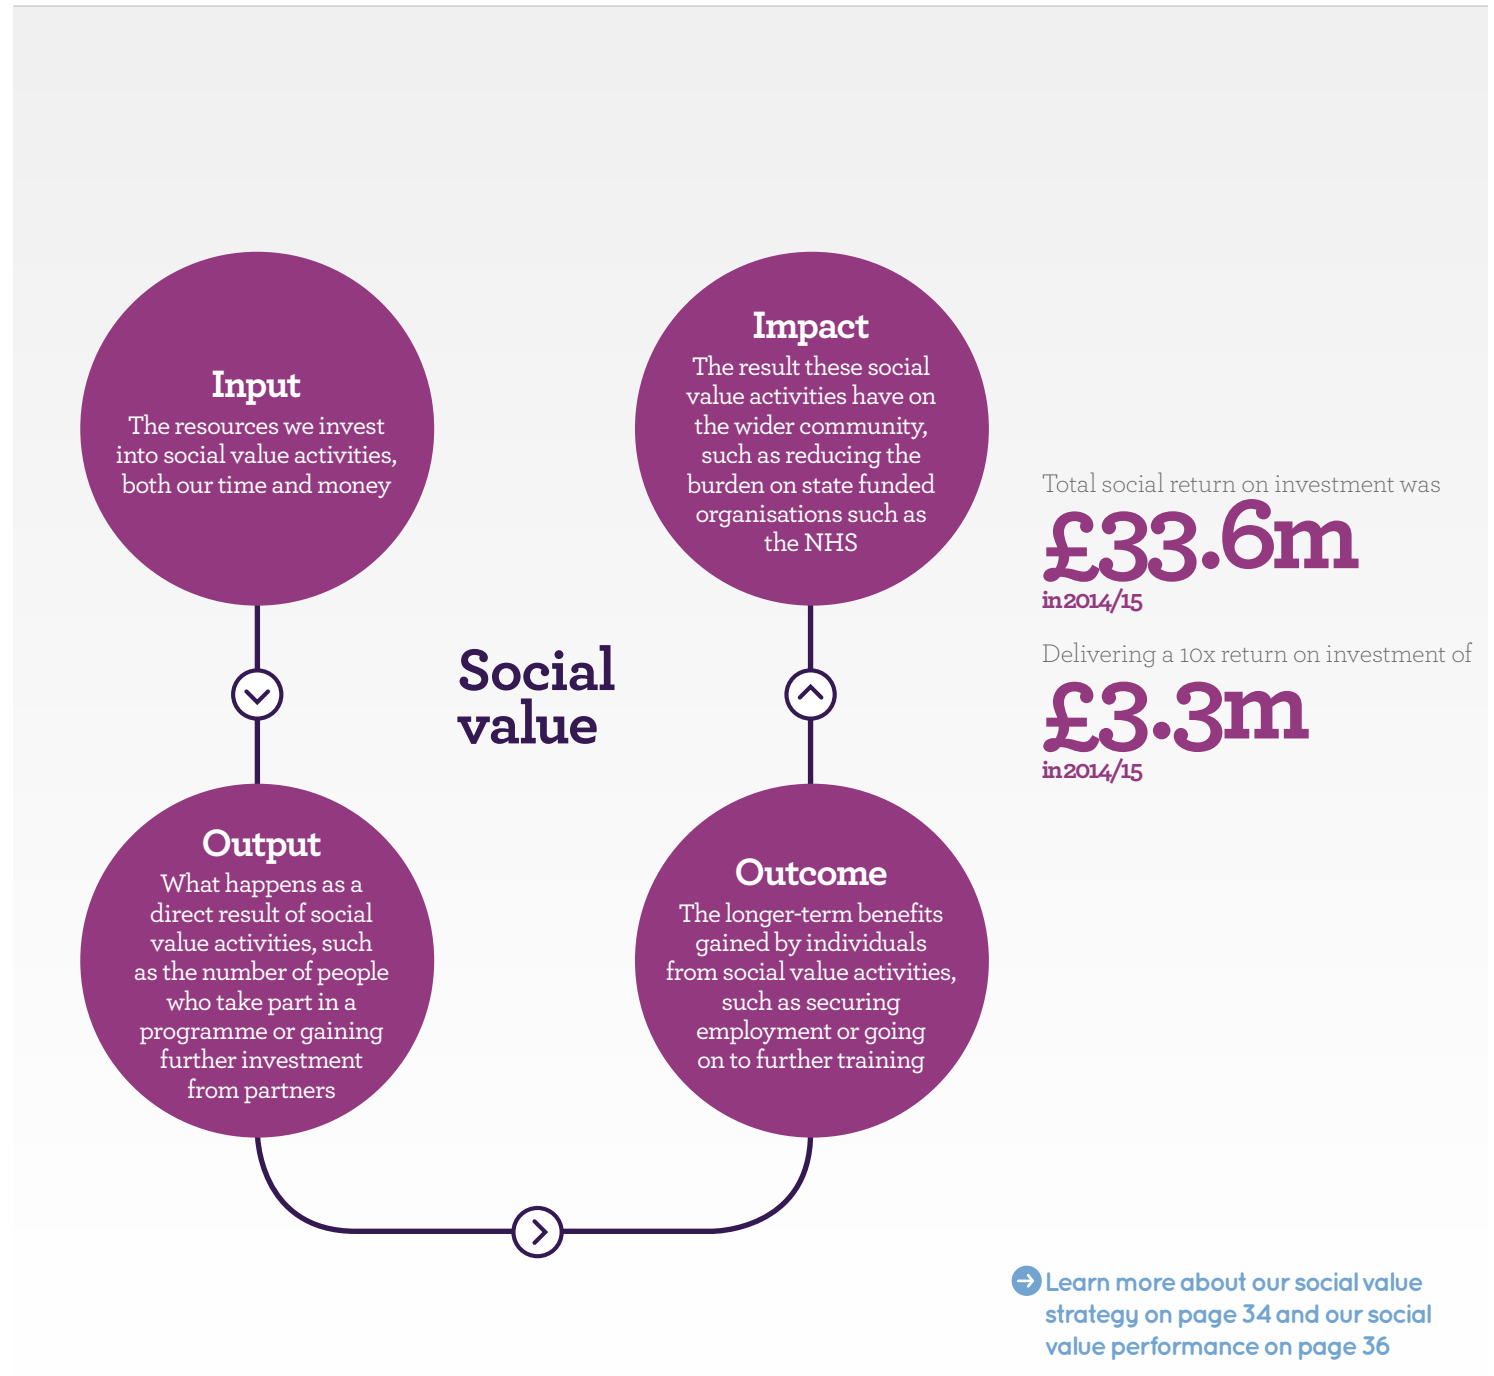 Input
The resources we invest
into social value activities,
both our time and money
Output
What happens as a
direct result of social
value activities, such
as the number of people
who take part in a
programme or gaining
further investment
from partners
Social
value
Outcome
The longer-term benefits
gained by individuals
from social value activities,
such as securing
employment or going
on to further training
Impact
The result these social
value activities have on
the wider community,
such as reducing the
burden on state funded
organisations such as
the NHS
Total social return on investment was
£33.6m
in 2014/15
Delivering a 10x return on investment of
£3.3m
in 2014/15
Learn more about our social value
strategy on page 34 and our social
value performance on page 36